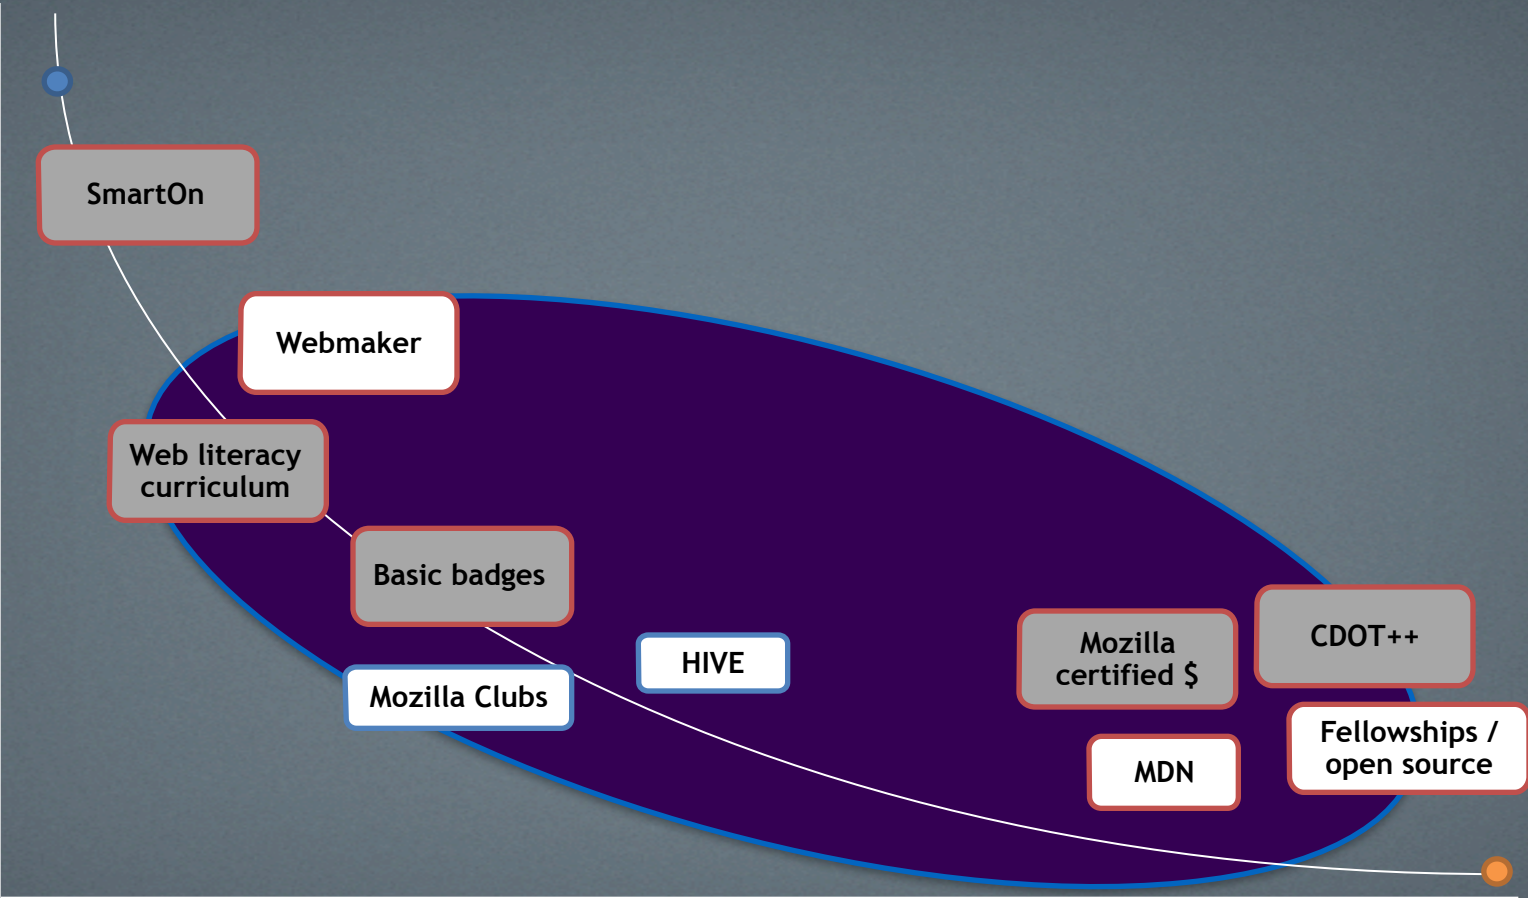 SmartOn
Webmaker
Web literacy
curriculum
Basic badges
Mozilla Clubs
HIVE
Mozilla
certified $
CDOT++
MDN
Fellowships /
open source